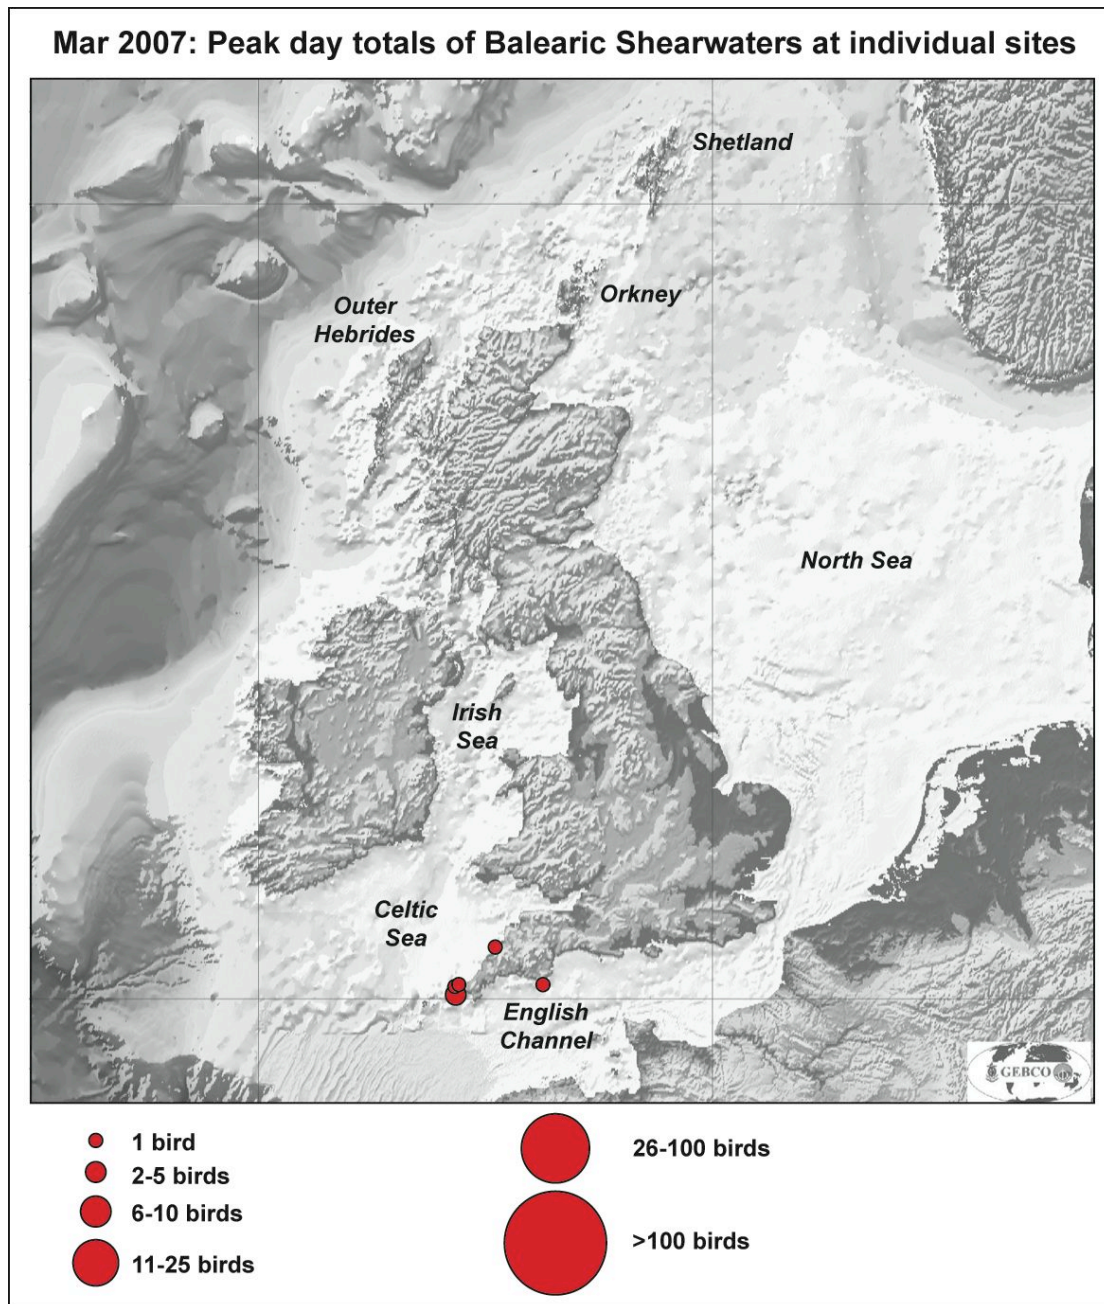 Mar 2007: Peak day totals of Balearic Shearwaters at individual sites
Shetland
Orkney
Outer
Hebrides
North Sea
Irish
Sea
Celtic
Sea
English
Channel
GEBCO
1 bird
2-5 birds
6-10 birds
11-25 birds
26-100 birds
>100 birds